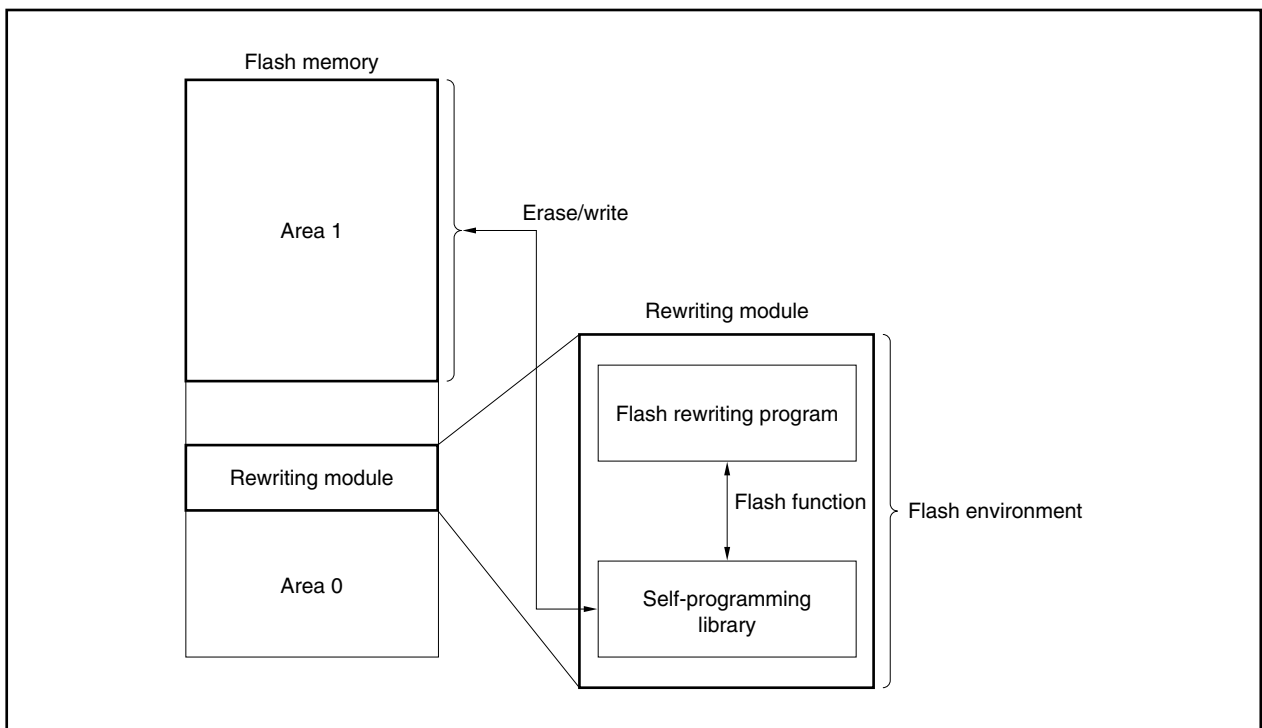 Flash memory
Area 1
Erase/write
Rewriting module
Flash rewriting program
Rewriting module
Flash function
Flash environment
Area 0
Self-programming
library